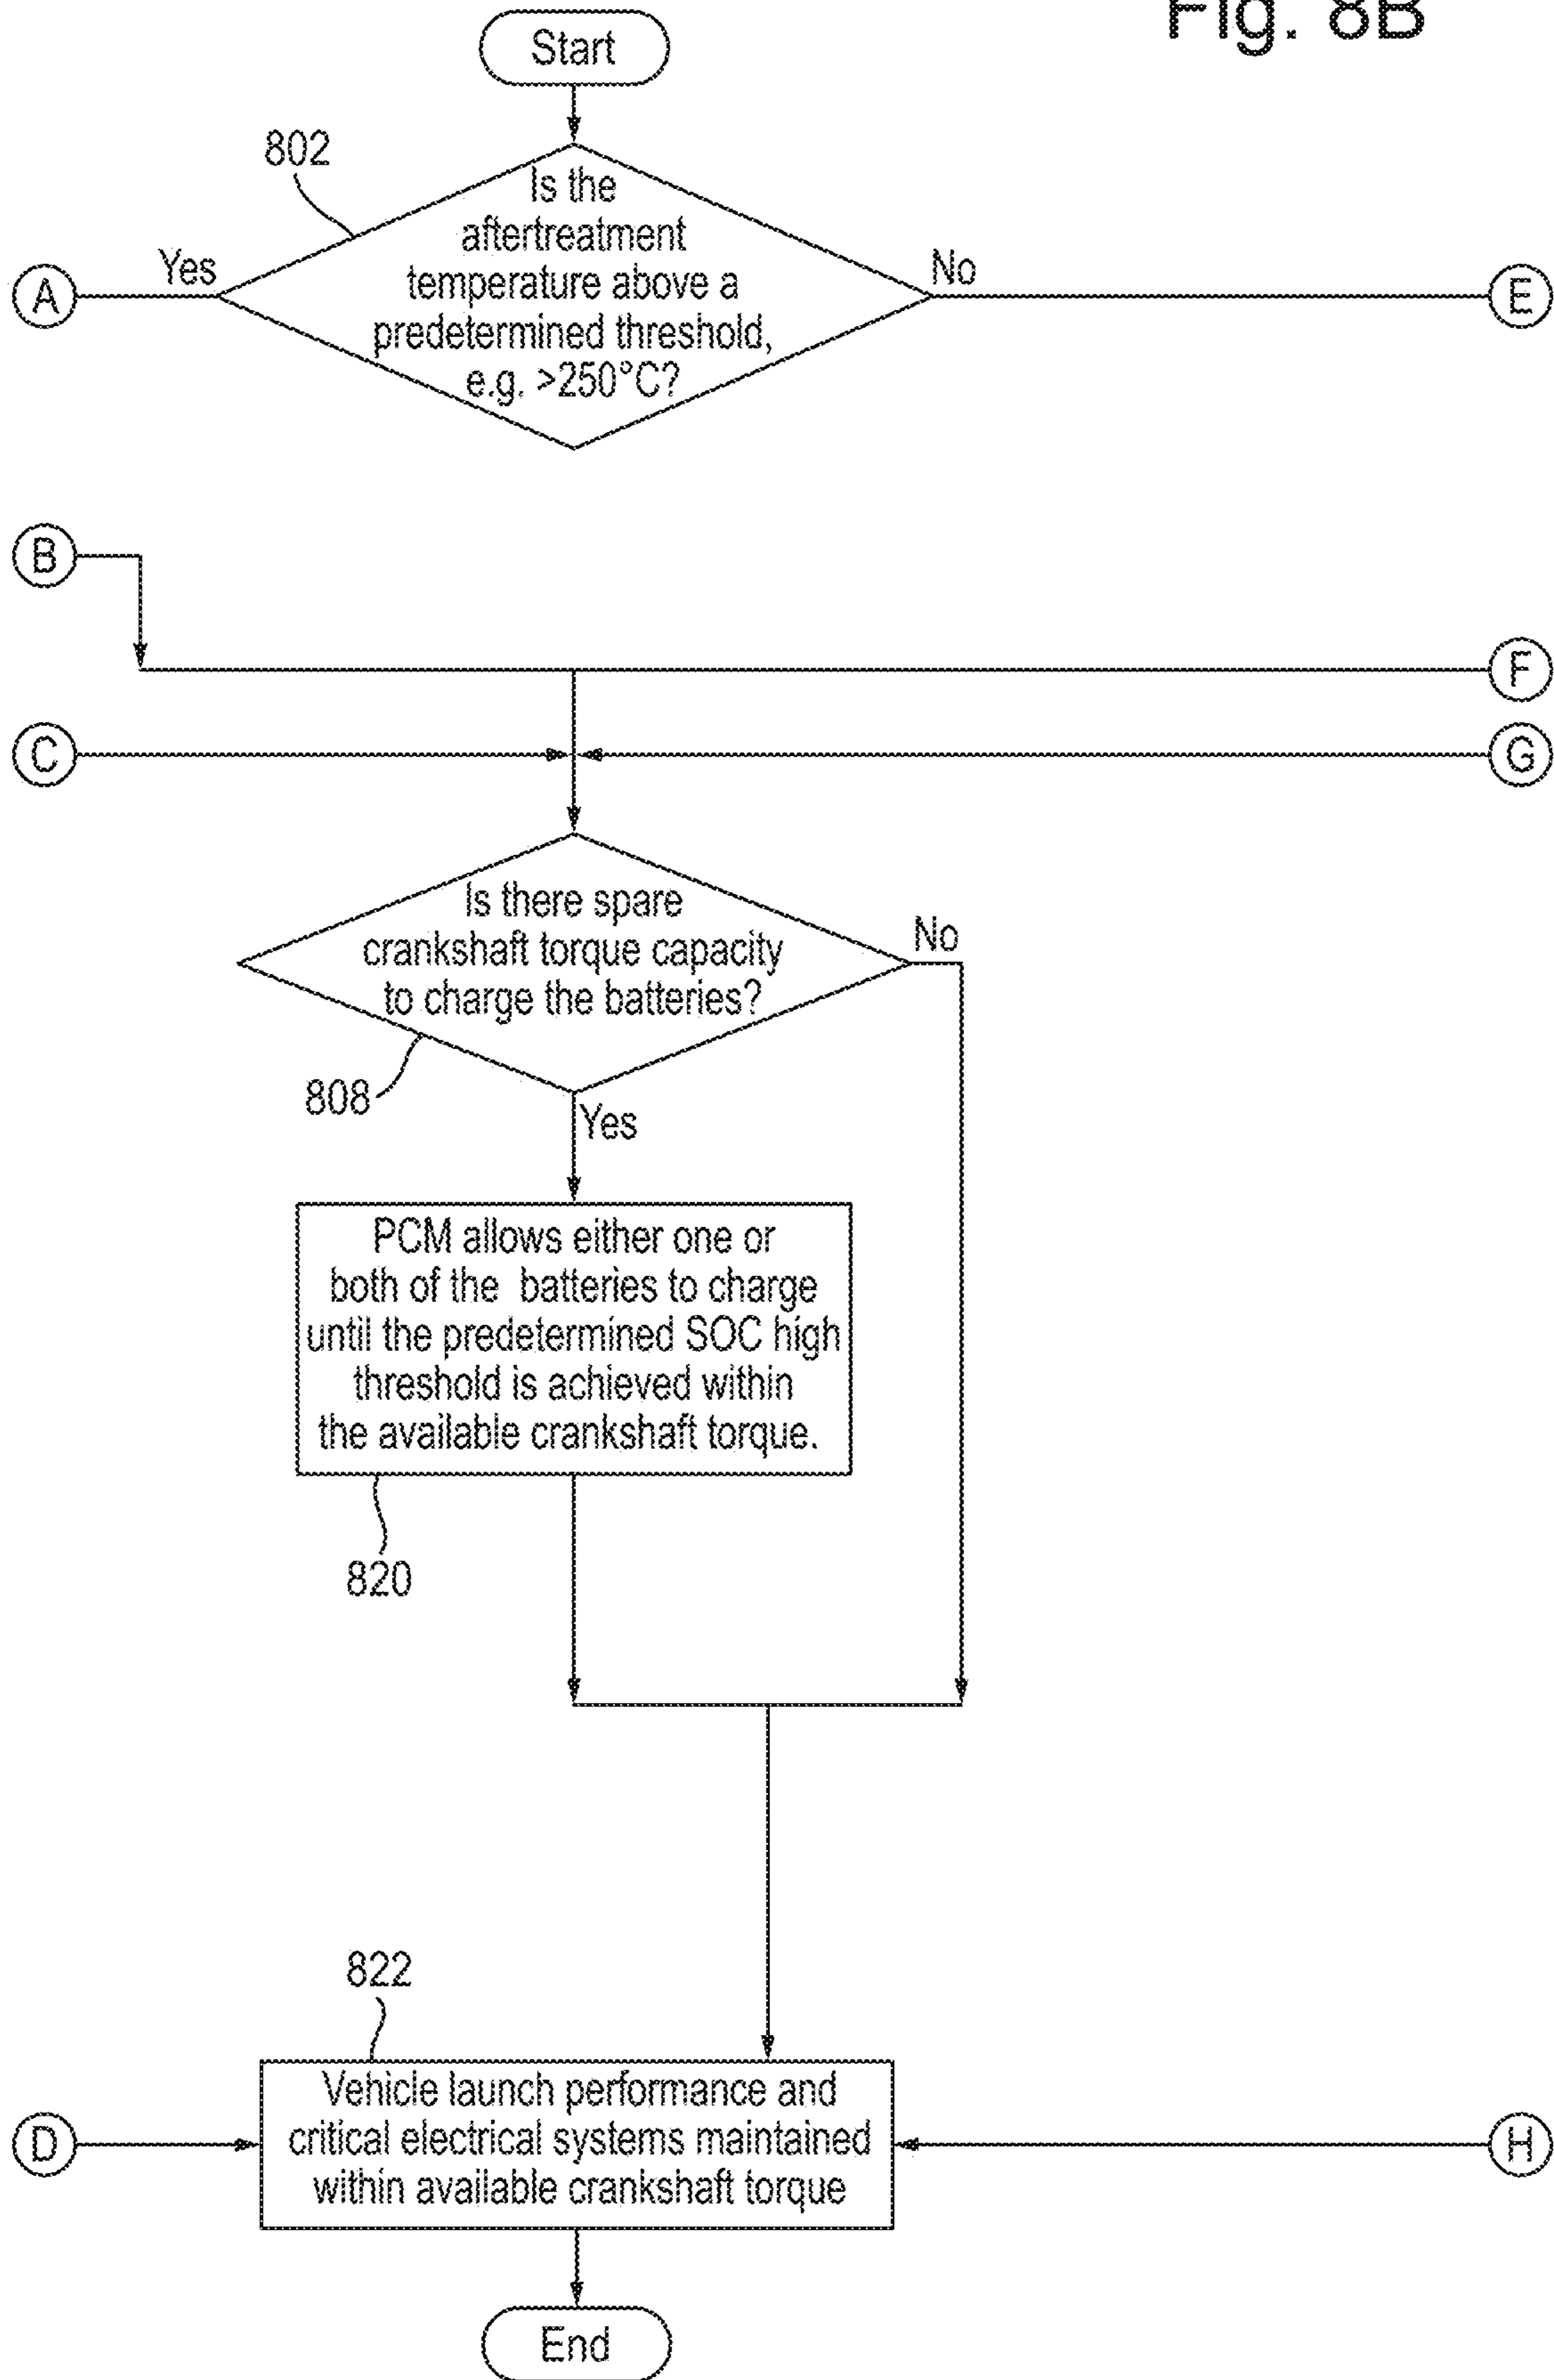 Fig. 8B
Start
802
Is the
aftertreatment
temperature above a
predetermined threshold,
e.g. >250°C?
Yes
No
A
E
B
F
C
G
Is there spare
crankshaft torque capacity
to charge the batteries?
No
808
Yes
PCM allows either one or
both of the batteries to charge
until the predetermined SOC high
threshold is achieved within
the available crankshaft torque.
820
822
Vehicle launch performance and
critical electrical systems maintained
within available crankshaft torque
D
H
End